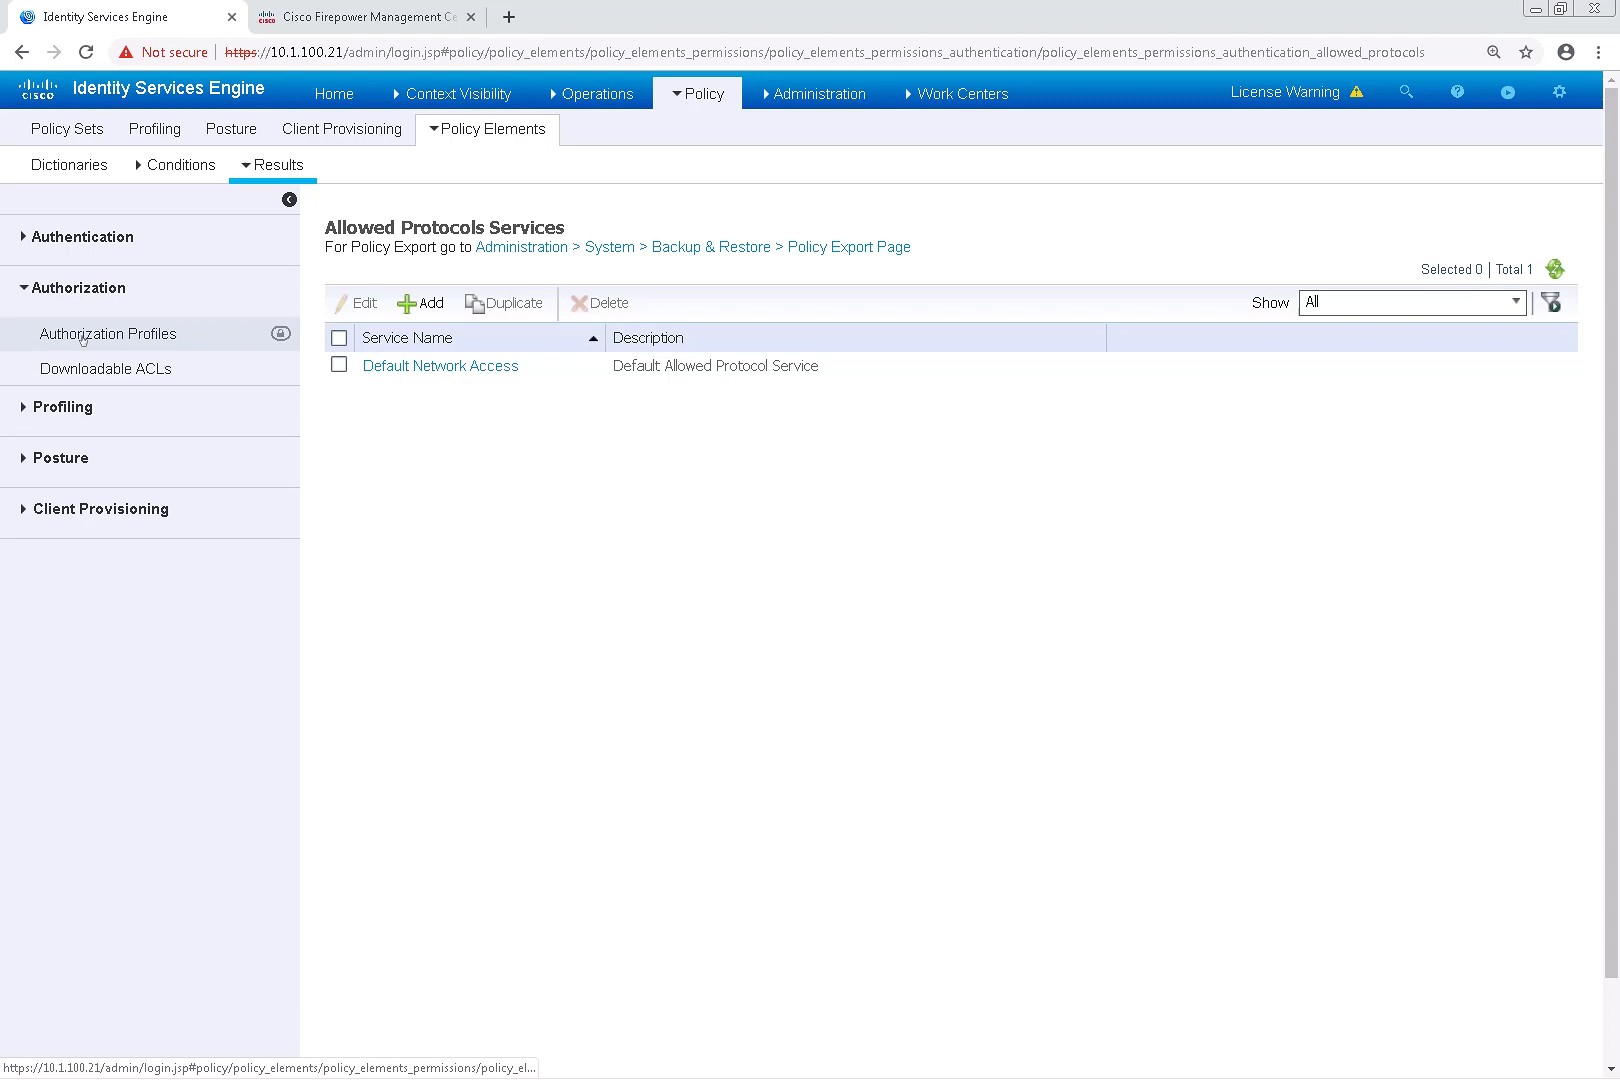 Identity Services Engine
Cisco Firepower Management Ce
Not secure
https://10.1.100.21/admin/login.jsp#policy/policy_elements/policy_elements_permissions/policy_elements_permissions_authentication/policy_elements_permissions_authentication_allowed_protocols
CISCO
Identity Services Engine
Home
Context Visibility
Operations
Policy
Administration
Work Centers
License Warning
Policy Sets
Profiling
Posture
Client Provisioning
Policy Elements
Dictionaries
Conditions
Results
Authentication
Authorization
Authorization Profiles
Downloadable ACLs
Profiling
Posture
Client Provisioning
Allowed Protocols Services
For Policy Export go to Administration > System > Backup & Restore > Policy Export Page
Selected 0 | Total 1
Edit
Add
Duplicate
Delete
Show
All
Service Name
Description
Default Network Access
Default Allowed Protocol Service
https://10.1.100.21/admin/login.jsp#policy/policy_elements/policy_elements_permissions/policy_el...